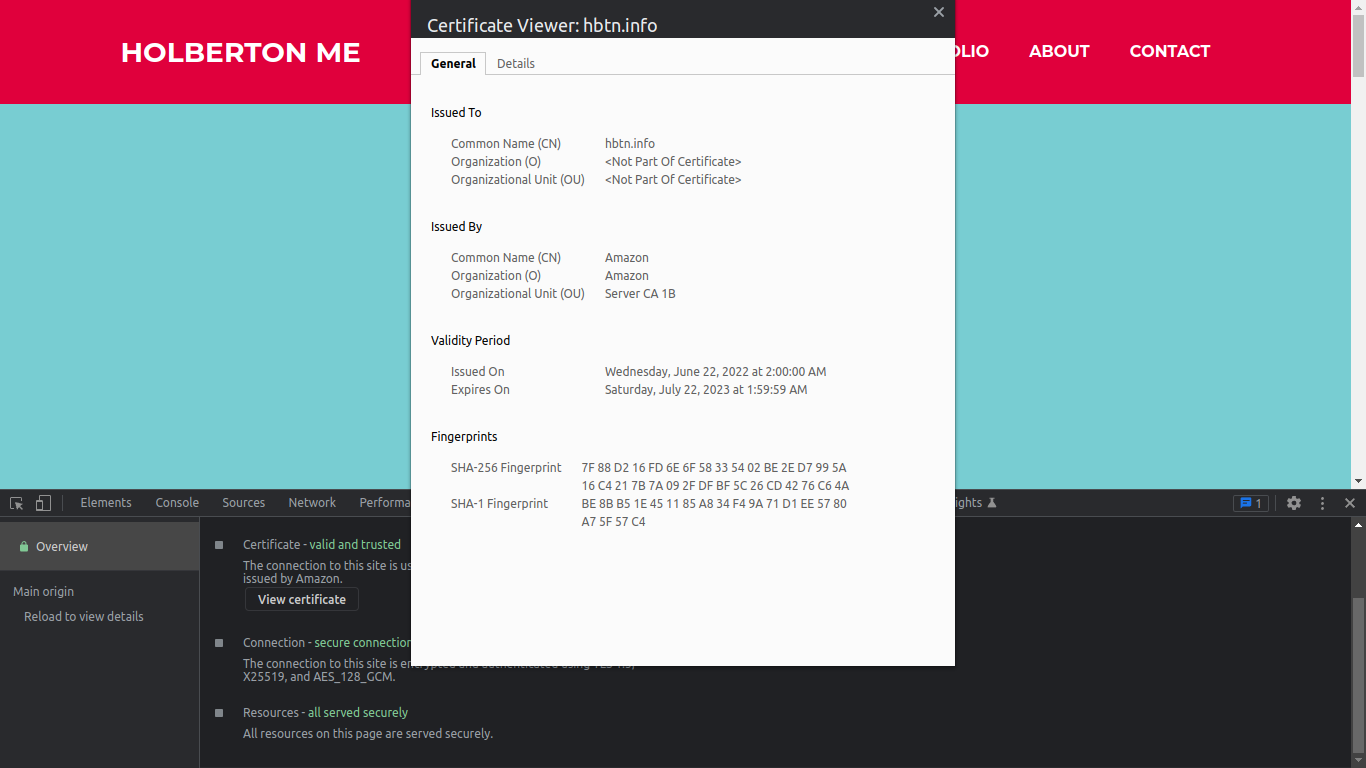 HOLBERTON ME
OLIO ABOUT CONTACT
Certificate Viewer: hbtn.info
General Details
Issued To
Common Name (CN) hbtn.info
Organization (O) <Not Part Of Certificate>
Organizational Unit (OU) <Not Part Of Certificate>
Issued By
Common Name (CN) Amazon
Organization (O) Amazon
Organizational Unit (OU) Server CA 1B
Validity Period
Issued On Wednesday, June 22, 2022 at 2:00:00 AM
Expires On Saturday, July 22, 2023 at 1:59:59 AM
Fingerprints
SHA-256 Fingerprint 7F 88 D2 16 FD 6E 6F 58 33 54 02 BE 2E D7 99 5A
16 C4 21 7B 7A 09 2F DF BF 5C 26 CD 42 76 C6 4A
SHA-1 Fingerprint BE 8B B5 1E 45 11 85 A8 34 F4 9A 71 D1 EE 57 80
A7 5F 57 C4
Elements Console Sources Network Performa ights 1
Overview
Main origin
Reload to view details
Certificate - valid and trusted
The connection to this site is us
issued by Amazon.
View certificate
Connection - secure connection
The connection to this site is
X25519, and AES_128_GCM.
Resources - all served securely
All resources on this page are served securely.